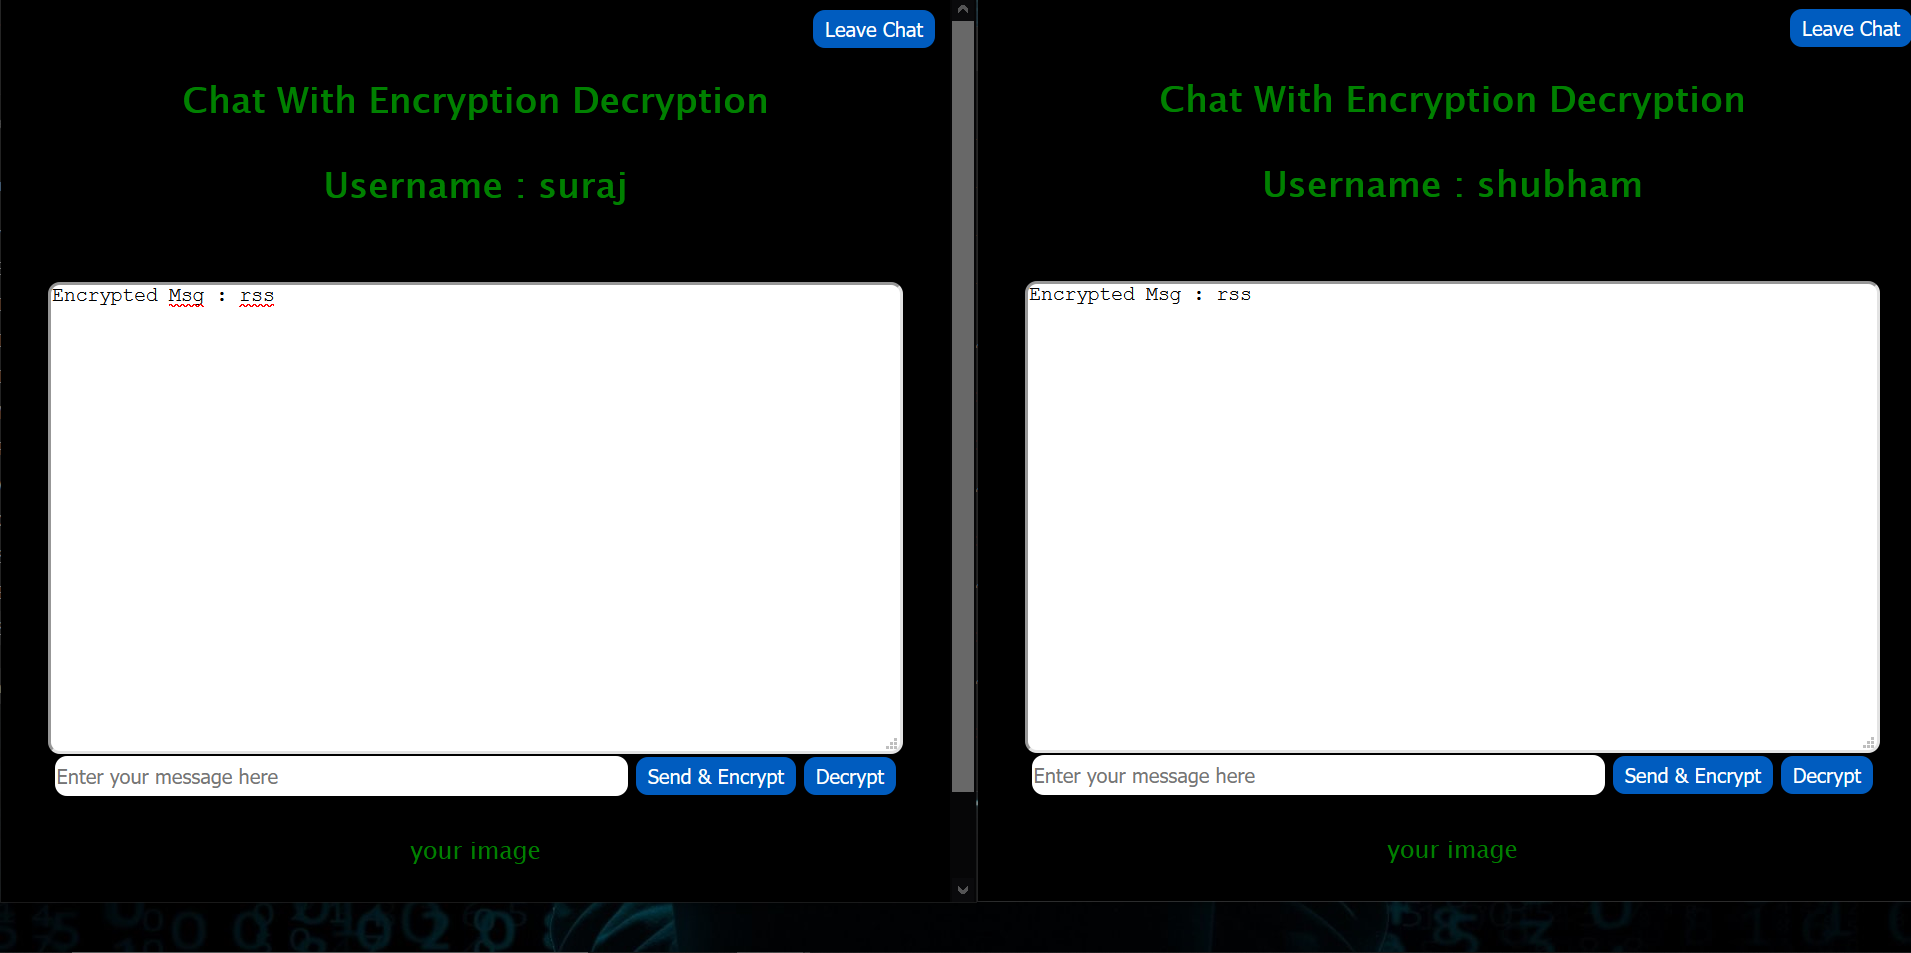 Leave Chat
Chat With Encryption Decryption
Username : suraj
Encrypted Msg : rss
Enter your message here
Send & Encrypt
Decrypt
your image
Leave Chat
Chat With Encryption Decryption
Username : shubham
Encrypted Msg : rss
Enter your message here
Send & Encrypt
Decrypt
your image